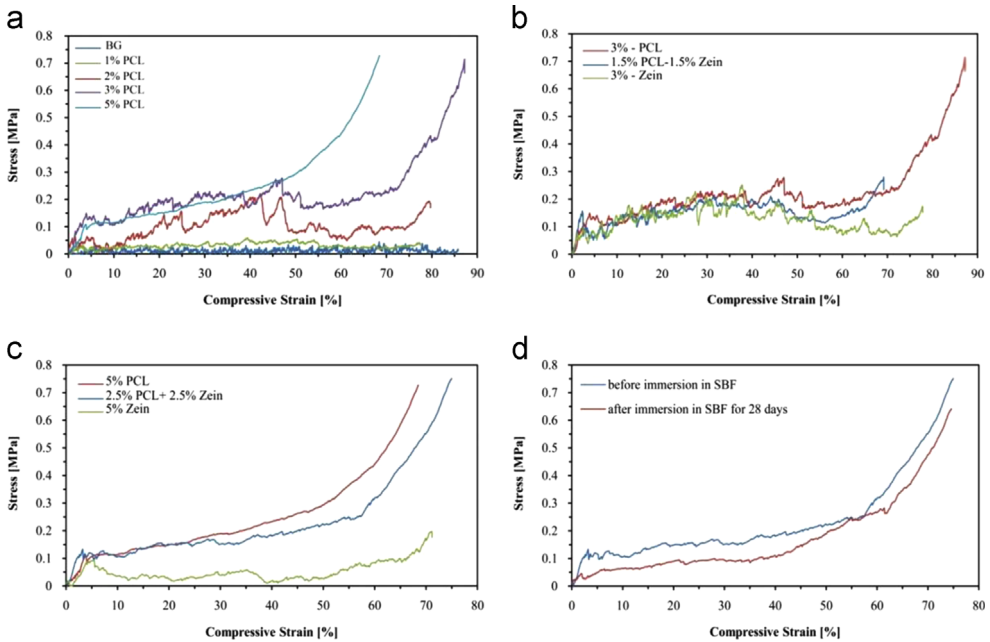 a
0.8
0.7
0.6
0.5
0.4
0.3
0.2
0.1
0
Stress [MPa]
BG
1% PCL
2% PCL
3% PCL
5% PCL
0 10 20 30 40 50 60 70 80 90
Compressive Strain [%]
b
0.8
0.7
0.6
0.5
0.4
0.3
0.2
0.1
0
Stress [MPa]
3% - PCL
1.5% PCL-1.5% Zein
3% - Zein
0 10 20 30 40 50 60 70 80 90
Compressive Strain [%]
c
0.8
0.7
0.6
0.5
0.4
0.3
0.2
0.1
0
Stress [MPa]
5% PCL
2.5% PCL+ 2.5% Zein
5% Zein
0 10 20 30 40 50 60 70 80
Compressive Strain [%]
d
0.8
0.7
0.6
0.5
0.4
0.3
0.2
0.1
0
Stress [MPa]
before immersion in SBF
after immersion in SBF for 28 days
0 10 20 30 40 50 60 70 80
Compressive Strain [%]